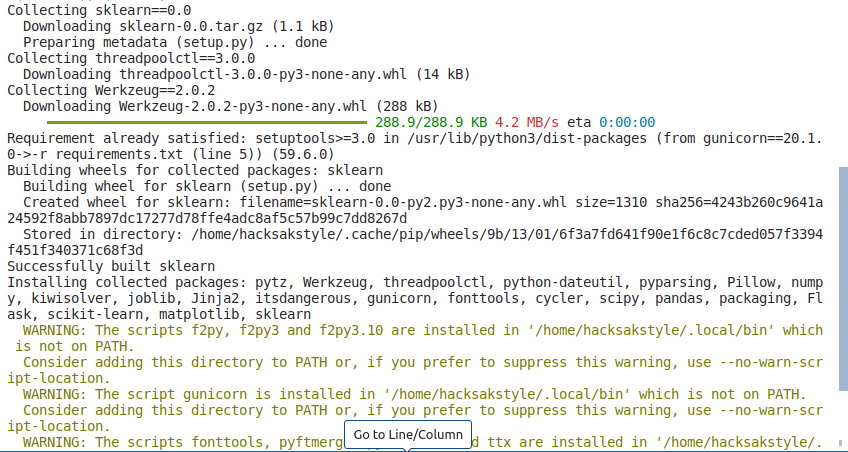 Collecting sklearn==0.0
Downloading sklearn-0.0.tar.gz (1.1 kB)
Preparing metadata (setup.py) ... done
Collecting threadpoolctl==3.0.0
Downloading threadpoolctl-3.0.0-py3-none-any.whl (14 kB)
Collecting Werkzeug==2.0.2
Downloading Werkzeug-2.0.2-py3-none-any.whl (288 kB)
288.9/288.9 KB 4.2 MB/s eta 0:00:00
Requirement already satisfied: setuptools>=3.0 in /usr/lib/python3/dist-packages (from gunicorn==20.1.
0->-r requirements.txt (line 5)) (59.6.0)
Building wheels for collected packages: sklearn
Building wheel for sklearn (setup.py) ... done
Created wheel for sklearn: filename=sklearn-0.0-py2.py3-none-any.whl size=1310 sha256=4243b260c9641a
24592f8abb7897dc17277d78ffe4adc8af5c57b99c7dd8267d
Stored in directory: /home/hacksakstyle/.cache/pip/wheels/9b/13/01/6f3a7fd641f90e1f6c8c7cded057f3394
f451f340371c68f3d
Successfully built sklearn
Installing collected packages: pytz, Werkzeug, threadpoolctl, python-dateutil, pyparsing, Pillow, nump
y, kiwisolver, joblib, Jinja2, itsdangerous, gunicorn, fonttools, cycler, scipy, pandas, packaging, Fl
ask, scikit-learn, matplotlib, sklearn
WARNING: The scripts f2py, f2py3 and f2py3.10 are installed in '/home/hacksakstyle/.local/bin' which
is not on PATH.
Consider adding this directory to PATH or, if you prefer to suppress this warning, use --no-warn-scr
ipt-location.
WARNING: The script gunicorn is installed in '/home/hacksakstyle/.local/bin' which is not on PATH.
Consider adding this directory to PATH or, if you prefer to suppress this warning, use --no-warn-scr
ipt-location.
Go to Line/Column
WARNING: The scripts fonttools, pyftmerg d ttx are installed in '/home/hacksakstyle/.